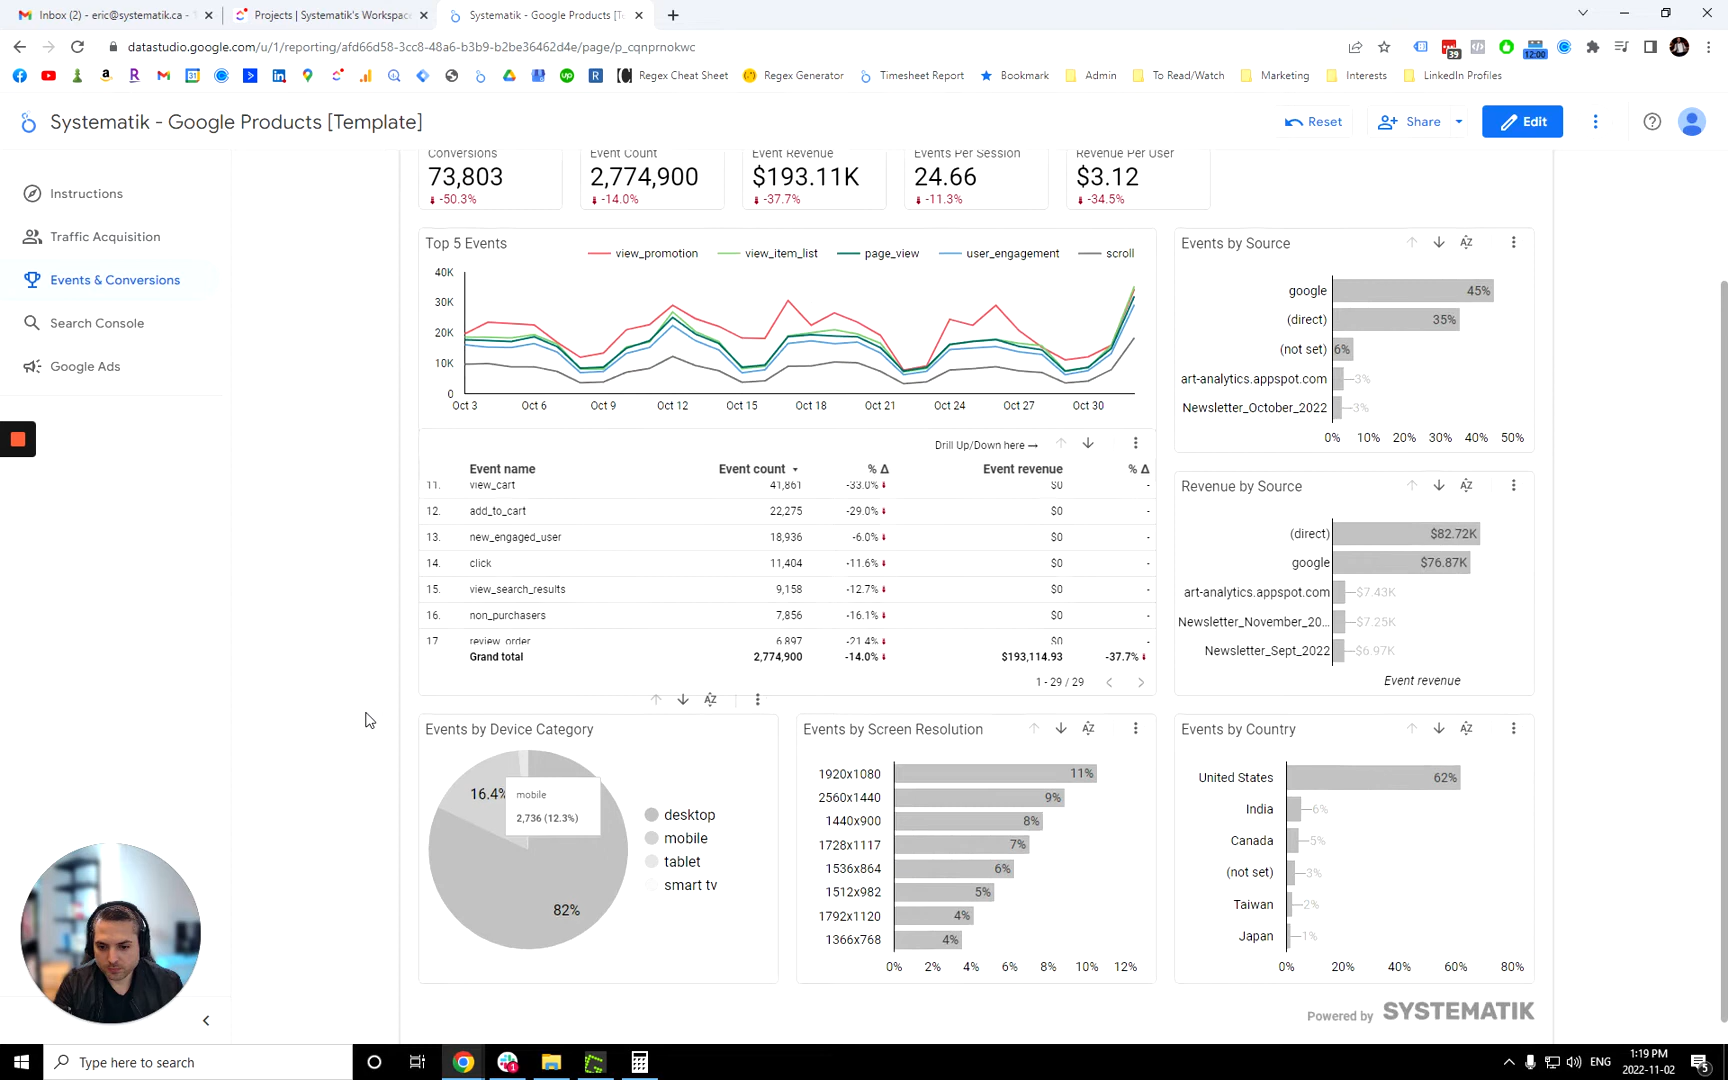 Inbox (2) - eric@systematik.ca -
Projects | Systematik's Workspace
Systematik - Google Products [T
datastudio.google.com/u/1/reporting/afd66d58-3cc8-48a6-b3b9-b2be36462d4e/page/p_cqnprnokwc
39
12:00
Regex Cheat Sheet
Regex Generator
Timesheet Report
Bookmark
Admin
To Read/Watch
Marketing
Interests
LinkedIn Profiles
Systematik - Google Products [Template]
Reset
Share
Edit
Instructions
Traffic Acquisition
Events & Conversions
Search Console
Google Ads
Conversions
73,803
-50.3%
Event Count
2,774,900
-14.0%
Event Revenue
$193.11K
-37.7%
Events Per Session
24.66
-11.3%
Revenue Per User
$3.12
-34.5%
Top 5 Events
view_promotion view_item_list page_view user_engagement scroll
40K
30K
20K
10K
0
Oct 3 Oct 6 Oct 9 Oct 12 Oct 15 Oct 18 Oct 21 Oct 24 Oct 27 Oct 30
Drill Up/Down here →
Event name Event count % Δ Event revenue % Δ
11. view_cart 41,861 -33.0% $0 -
12. add_to_cart 22,275 -29.0% $0 -
13. new_engaged_user 18,936 -6.0% $0 -
14. click 11,404 -11.6% $0 -
15. view_search_results 9,158 -12.7% $0 -
16. non_purchasers 7,856 -16.1% $0 -
17 review_order 6,897 -21.4% $0 -
Grand total 2,774,900 -14.0% $193,114.93 -37.7%
1 - 29 / 29
Events by Source
google 45%
(direct) 35%
(not set) 6%
art-analytics.appspot.com 3%
Newsletter_October_2022 3%
0% 10% 20% 30% 40% 50%
Revenue by Source
(direct) $82.72K
google $76.87K
art-analytics.appspot.com $7.43K
Newsletter_November_20... $7.25K
Newsletter_Sept_2022 $6.97K
Event revenue
Events by Device Category
16.4%
mobile
2,736 (12.3%)
82%
desktop
mobile
tablet
smart tv
Events by Screen Resolution
1920x1080 11%
2560x1440 9%
1440x900 8%
1728x1117 7%
1536x864 6%
1512x982 5%
1792x1120 4%
1366x768 4%
0% 2% 4% 6% 8% 10% 12%
Events by Country
United States 62%
India 6%
Canada 5%
(not set) 3%
Taiwan 2%
Japan 1%
0% 20% 40% 60% 80%
Powered by SYSTEMATIK
Type here to search
ENG
1:19 PM
2022-11-02
5